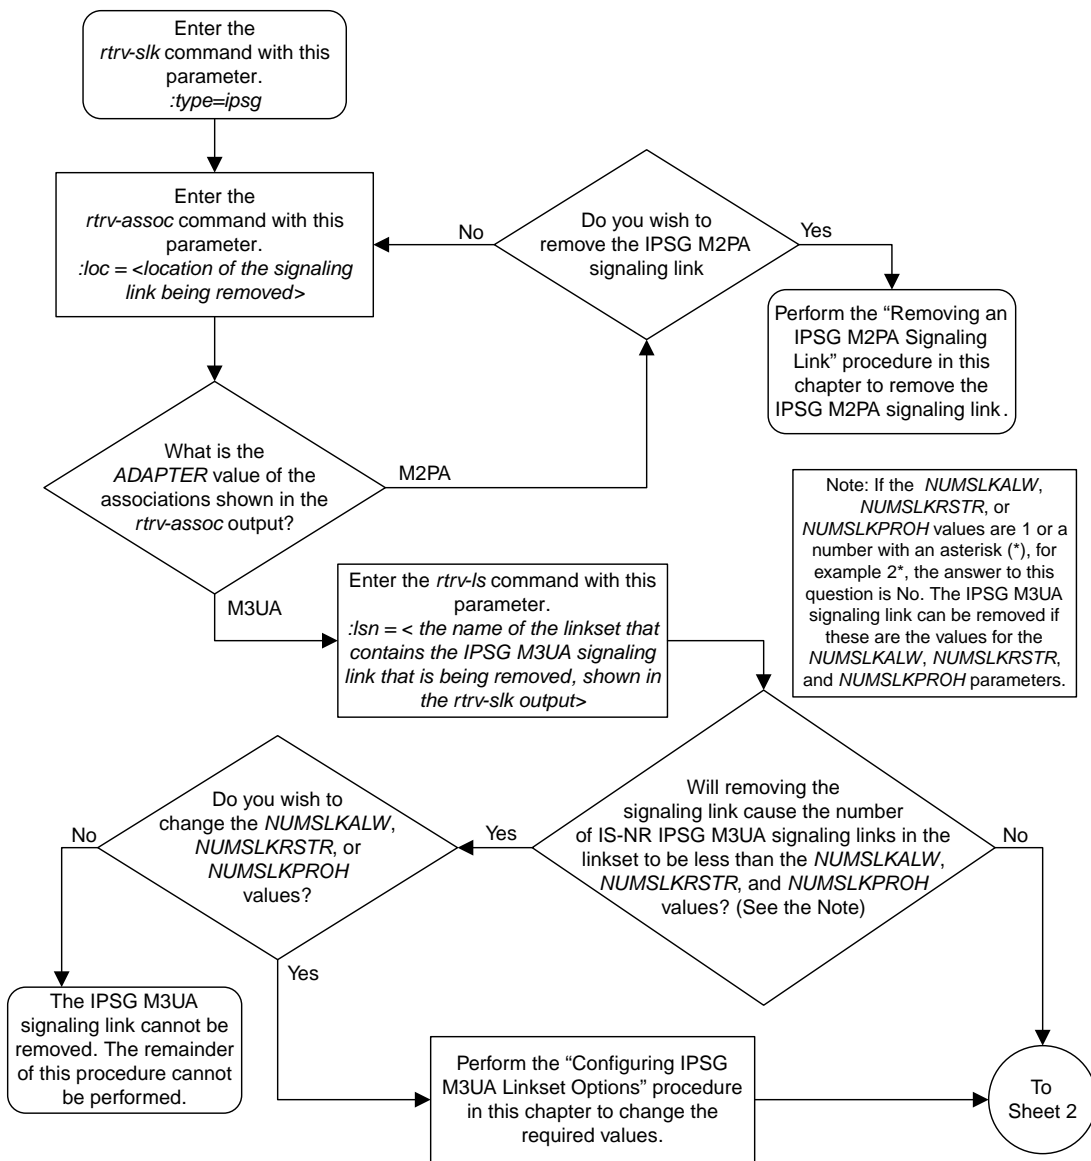 Enter the
rtrv-slk command with this
parameter.
:type=ipsg
Enter the
rtrv-assoc command with this
parameter.
:loc = <location of the signaling
link being removed>
No
Do you wish to
remove the IPSG M2PA
signaling link
Yes
Perform the “Removing an
IPSG M2PA Signaling
Link” procedure in this
chapter to remove the
IPSG M2PA signaling link.
What is the
ADAPTER value of the
associations shown in the
rtrv-assoc output?
M2PA
M3UA
Note: If the NUMSLKALW,
NUMSLKRSTR, or
NUMSLKPROH values are 1 or a
number with an asterisk (*), for
example 2*, the answer to this
question is No. The IPSG M3UA
signaling link can be removed if
these are the values for the
NUMSLKALW, NUMSLKRSTR,
and NUMSLKPROH parameters.
Enter the rtrv-ls command with this
parameter.
:lsn = < the name of the linkset that
contains the IPSG M3UA signaling
link that is being removed, shown in
the rtrv-slk output>
Will removing the
signaling link cause the number
of IS-NR IPSG M3UA signaling links in the
linkset to be less than the NUMSLKALW,
NUMSLKRSTR, and NUMSLKPROH
values? (See the Note)
No
Yes
Do you wish to
change the NUMSLKALW,
NUMSLKRSTR, or
NUMSLKPROH
values?
No
Yes
The IPSG M3UA
signaling link cannot be
removed. The remainder
of this procedure cannot
be performed.
Perform the “Configuring IPSG
M3UA Linkset Options” procedure
in this chapter to change the
required values.
To
Sheet 2